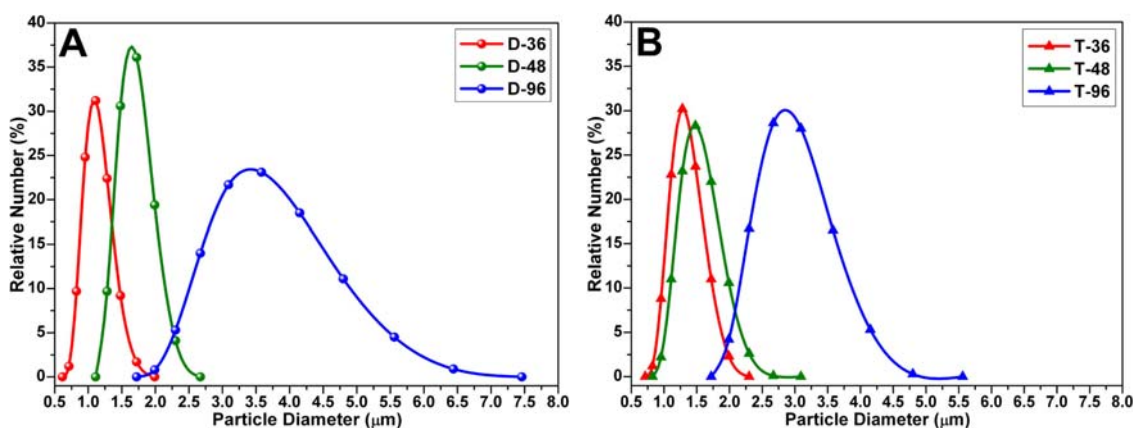 A
D-36
D-48
D-96
40
35
30
25
20
15
10
5
0
Relative Number (%)
0.5 1.0 1.5 2.0 2.5 3.0 3.5 4.0 4.5 5.0 5.5 6.0 6.5 7.0 7.5 8.0
Particle Diameter (μm)
B
T-36
T-48
T-96
40
35
30
25
20
15
10
5
0
Relative Number (%)
0.5 1.0 1.5 2.0 2.5 3.0 3.5 4.0 4.5 5.0 5.5 6.0 6.5 7.0 7.5 8.0
Particle Diameter (μm)